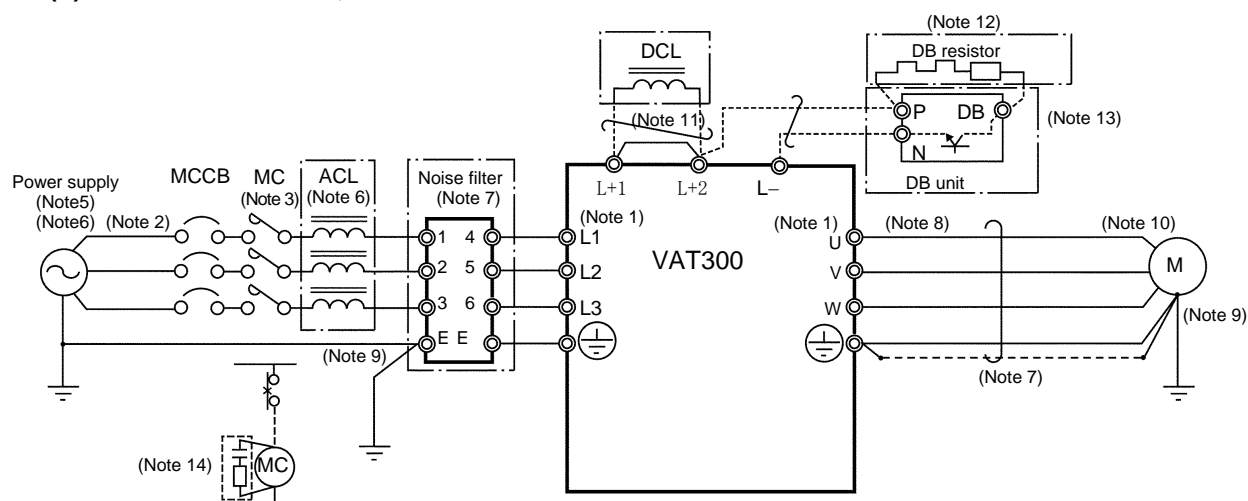 (Note 12)
DCL
DB resistor
(Note 11)
P DB
(Note 13)
N
DB unit
L+1 L+2 L−
Power supply
(Note5)
(Note6)
(Note 2)
MCCB
MC
(Note 3)
ACL
(Note 6)
Noise filter
(Note 7)
(Note 1)
VAT300
(Note 1)
(Note 8)
(Note 10)
1 4 L1 U
2 5 L2 V M
3 6 L3 W
E E
(Note 9)
(Note 9)
(Note 7)
(Note 14)
MC